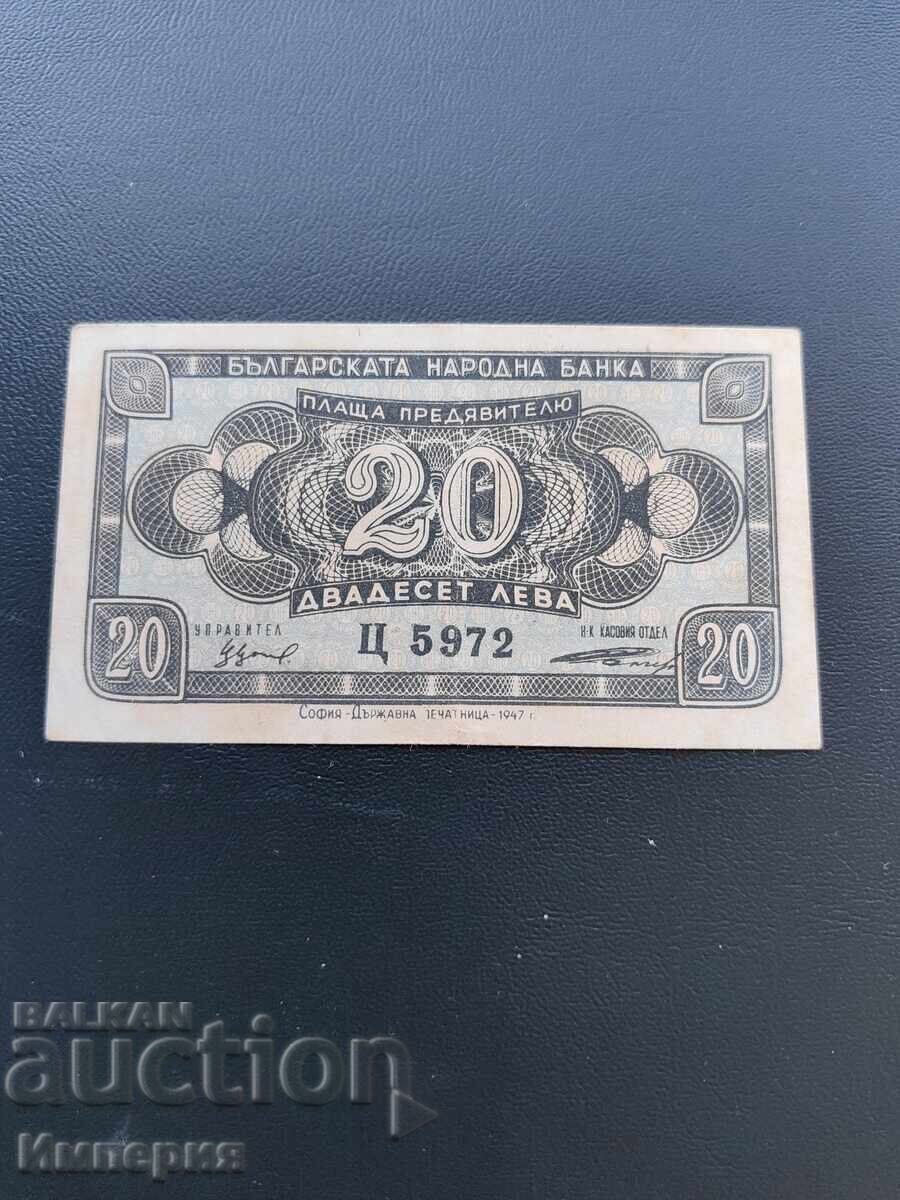 БЪЛГАРСКАТА НАРОДНА БАНКА
ПЛАЩА ПРЕДЯВИТЕЛЮ
20
ДВАДЕСЕТ ЛЕВА
20 УПРАВИТЕЛ Ц 5972 Н-К КАСОВИЯ ОТДЕЛ 20
СОФИЯ - ДЪРЖАВНА ПЕЧАТНИЦА - 1947 г.
BALKAN
auction
Империя